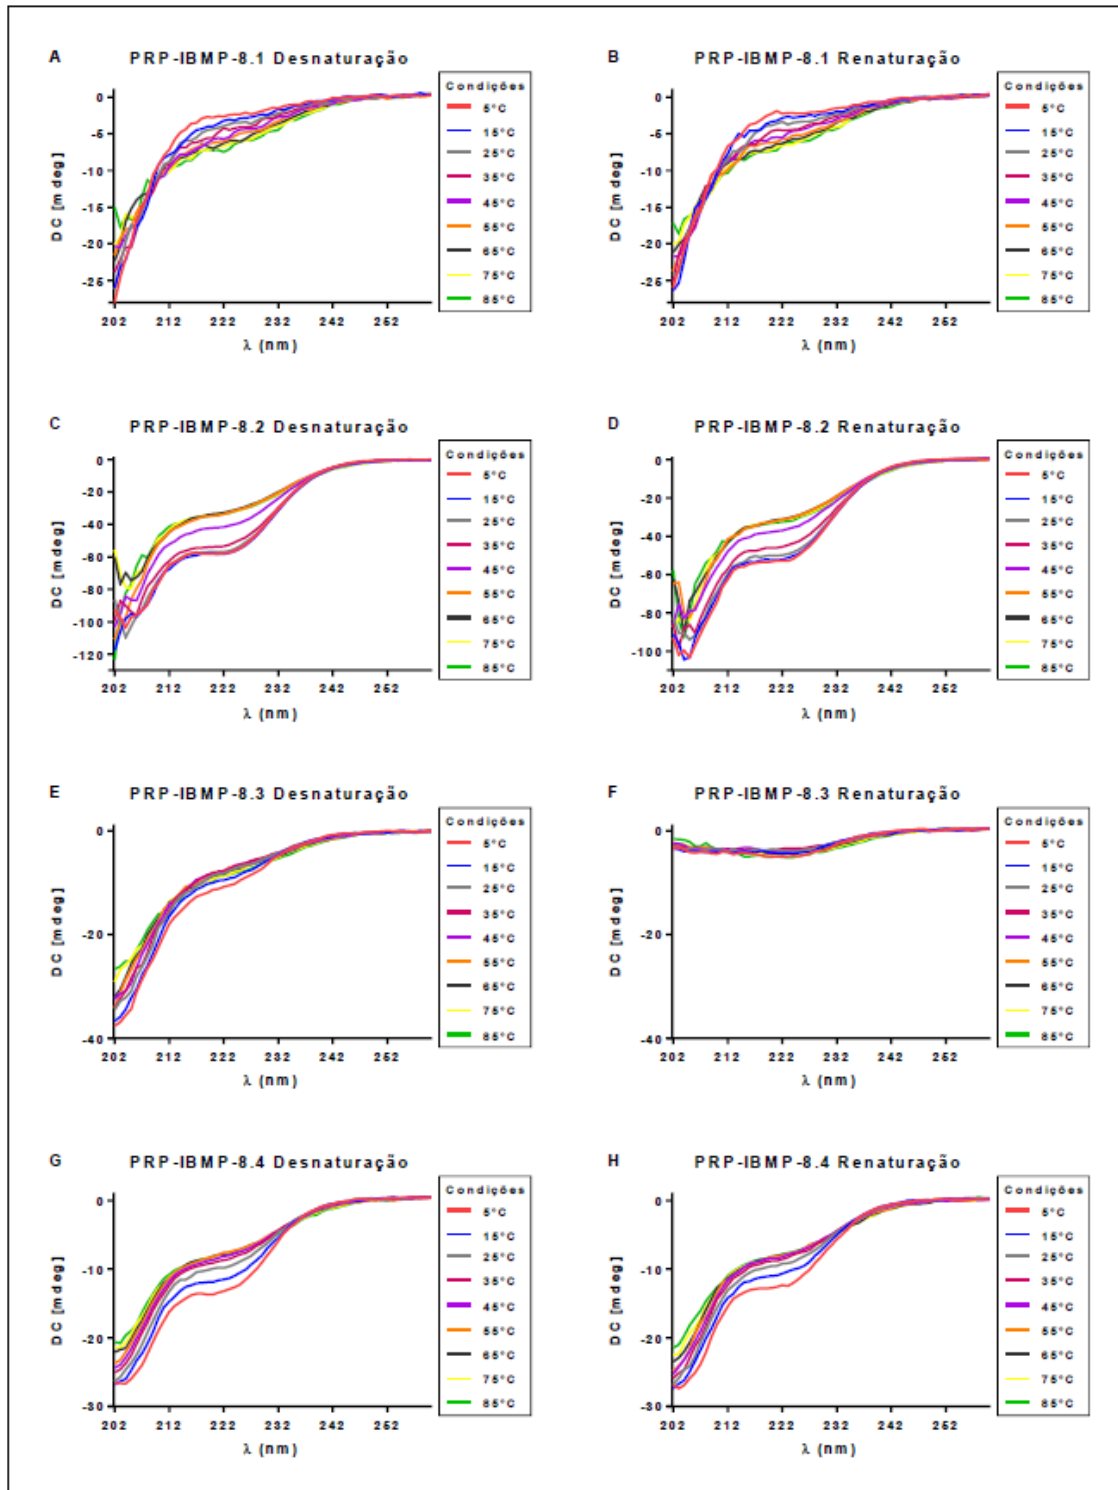 A PRP-IBMP-8.1 Desnaturação
Condições
5°C
15°C
25°C
35°C
45°C
55°C
65°C
75°C
85°C
0
-5
-10
-15
-20
-25
DC [mdeg]
202 212 222 232 242 252
λ (nm)
B PRP-IBMP-8.1 Renaturação
Condições
5°C
15°C
25°C
35°C
45°C
55°C
65°C
75°C
85°C
0
-5
-10
-15
-20
-25
DC [mdeg]
202 212 222 232 242 252
λ (nm)
C PRP-IBMP-8.2 Desnaturação
Condições
5°C
15°C
25°C
35°C
45°C
55°C
65°C
75°C
85°C
0
-20
-40
-60
-80
-100
-120
DC [mdeg]
202 212 222 232 242 252
λ (nm)
D PRP-IBMP-8.2 Renaturação
Condições
5°C
15°C
25°C
35°C
45°C
55°C
65°C
75°C
85°C
0
-20
-40
-60
-80
-100
DC [mdeg]
202 212 222 232 242 252
λ (nm)
E PRP-IBMP-8.3 Desnaturação
Condições
5°C
15°C
25°C
35°C
45°C
55°C
65°C
75°C
85°C
0
-20
-40
DC [mdeg]
202 212 222 232 242 252
λ (nm)
F PRP-IBMP-8.3 Renaturação
Condições
5°C
15°C
25°C
35°C
45°C
55°C
65°C
75°C
85°C
0
-20
-40
DC [mdeg]
202 212 222 232 242 252
λ (nm)
G PRP-IBMP-8.4 Desnaturação
Condições
5°C
15°C
25°C
35°C
45°C
55°C
65°C
75°C
85°C
0
-10
-20
-30
DC [mdeg]
202 212 222 232 242 252
λ (nm)
H PRP-IBMP-8.4 Renaturação
Condições
5°C
15°C
25°C
35°C
45°C
55°C
65°C
75°C
85°C
0
-10
-20
-30
DC [mdeg]
202 212 222 232 242 252
λ (nm)